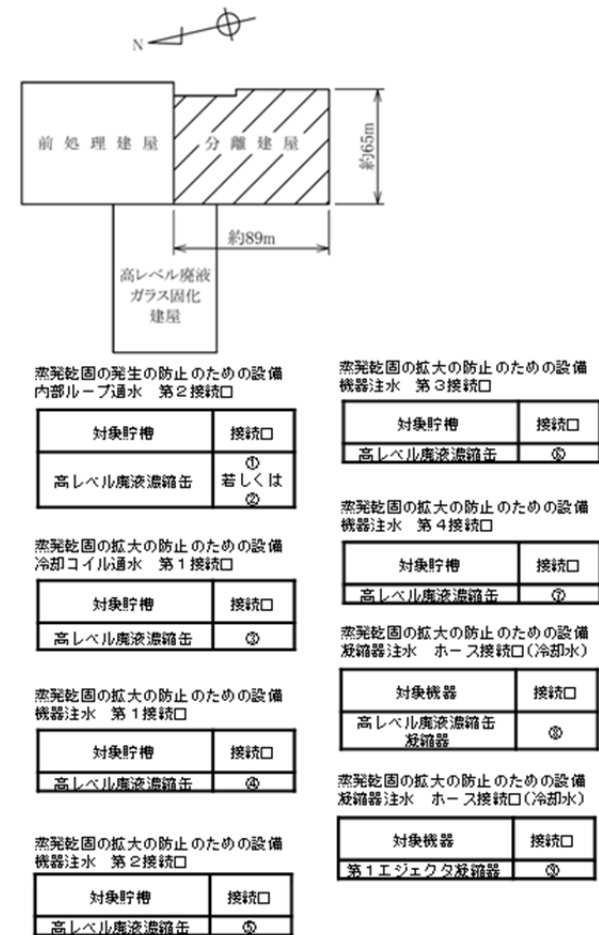 N
前処理建屋
分離建屋
約65m
約89m
高レベル廃液
ガラス固化
建屋
蒸発乾固の発生の防止のための設備
内部ループ通水 第2接続口
対象貯槽 接続口
高レベル廃液濃縮缶 ① 若しくは ②
蒸発乾固の拡大の防止のための設備
冷却コイル通水 第1接続口
対象貯槽 接続口
高レベル廃液濃縮缶 ③
蒸発乾固の拡大の防止のための設備
機器注水 第1接続口
対象貯槽 接続口
高レベル廃液濃縮缶 ④
蒸発乾固の拡大の防止のための設備
機器注水 第2接続口
対象貯槽 接続口
高レベル廃液濃縮缶 ⑤
蒸発乾固の拡大の防止のための設備
機器注水 第3接続口
対象貯槽 接続口
高レベル廃液濃縮缶 ⑥
蒸発乾固の拡大の防止のための設備
機器注水 第4接続口
対象貯槽 接続口
高レベル廃液濃縮缶 ⑦
蒸発乾固の拡大の防止のための設備
凝縮器注水 ホース接続口(冷却水)
対象機器 接続口
高レベル廃液濃縮缶
凝縮器 ⑧
蒸発乾固の拡大の防止のための設備
凝縮器注水 ホース接続口(冷却水)
対象機器 接続口
第1エジェクタ凝縮器 ⑨